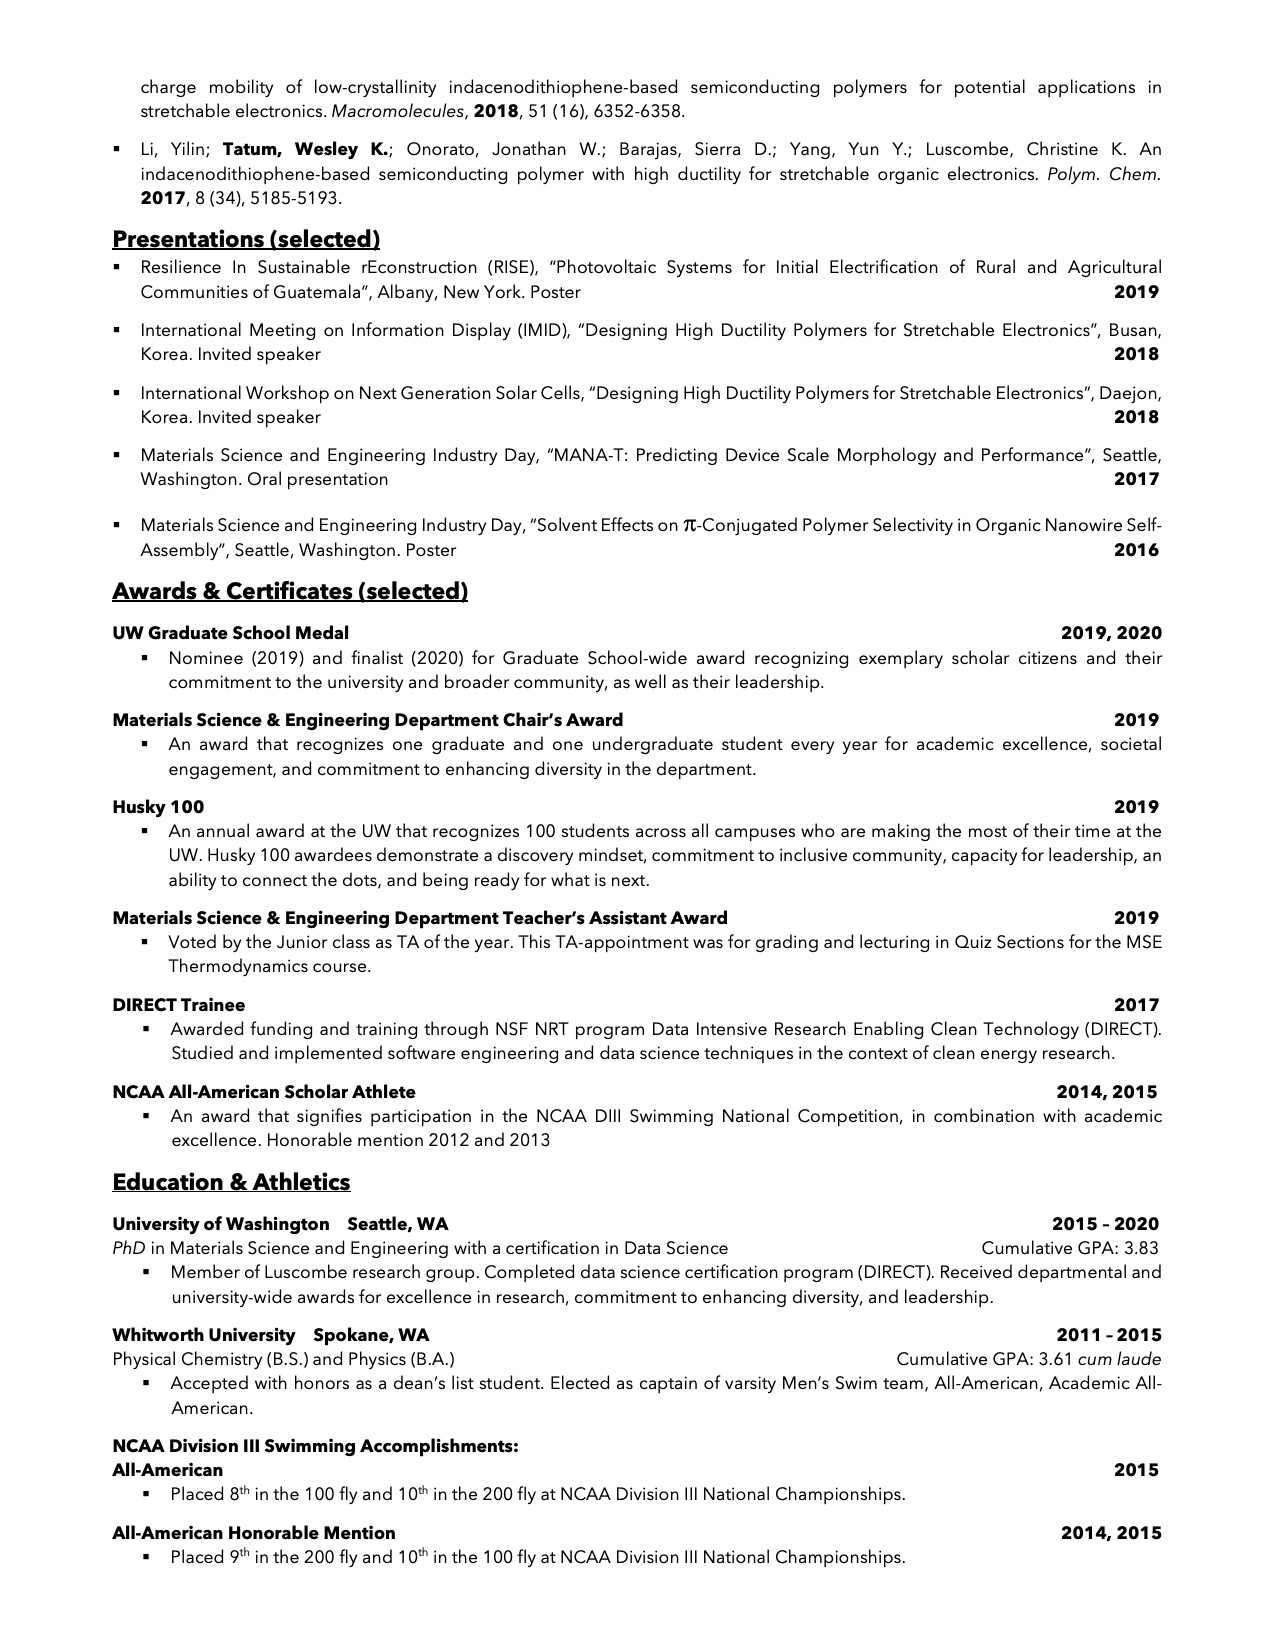 charge mobility of low-crystallinity indacenodithiophene-based semiconducting polymers for potential applications in
stretchable electronics. Macromolecules, 2018, 51 (16), 6352-6358.
▪ Li, Yilin; Tatum, Wesley K.; Onorato, Jonathan W.; Barajas, Sierra D.; Yang, Yun Y.; Luscombe, Christine K. An
indacenodithiophene-based semiconducting polymer with high ductility for stretchable organic electronics. Polym. Chem.
2017, 8 (34), 5185-5193.
Presentations (selected)
▪ Resilience In Sustainable rEconstruction (RISE), “Photovoltaic Systems for Initial Electrification of Rural and Agricultural
Communities of Guatemala”, Albany, New York. Poster 2019
▪ International Meeting on Information Display (IMID), “Designing High Ductility Polymers for Stretchable Electronics”, Busan,
Korea. Invited speaker 2018
▪ International Workshop on Next Generation Solar Cells, “Designing High Ductility Polymers for Stretchable Electronics”, Daejon,
Korea. Invited speaker 2018
▪ Materials Science and Engineering Industry Day, “MANA-T: Predicting Device Scale Morphology and Performance”, Seattle,
Washington. Oral presentation 2017
▪ Materials Science and Engineering Industry Day, “Solvent Effects on π-Conjugated Polymer Selectivity in Organic Nanowire Self-
Assembly”, Seattle, Washington. Poster 2016
Awards & Certificates (selected)
UW Graduate School Medal 2019, 2020
▪ Nominee (2019) and finalist (2020) for Graduate School-wide award recognizing exemplary scholar citizens and their
commitment to the university and broader community, as well as their leadership.
Materials Science & Engineering Department Chair’s Award 2019
▪ An award that recognizes one graduate and one undergraduate student every year for academic excellence, societal
engagement, and commitment to enhancing diversity in the department.
Husky 100 2019
▪ An annual award at the UW that recognizes 100 students across all campuses who are making the most of their time at the
UW. Husky 100 awardees demonstrate a discovery mindset, commitment to inclusive community, capacity for leadership, an
ability to connect the dots, and being ready for what is next.
Materials Science & Engineering Department Teacher’s Assistant Award 2019
▪ Voted by the Junior class as TA of the year. This TA-appointment was for grading and lecturing in Quiz Sections for the MSE
Thermodynamics course.
DIRECT Trainee 2017
▪ Awarded funding and training through NSF NRT program Data Intensive Research Enabling Clean Technology (DIRECT).
Studied and implemented software engineering and data science techniques in the context of clean energy research.
NCAA All-American Scholar Athlete 2014, 2015
▪ An award that signifies participation in the NCAA DIII Swimming National Competition, in combination with academic
excellence. Honorable mention 2012 and 2013
Education & Athletics
University of Washington Seattle, WA 2015 – 2020
PhD in Materials Science and Engineering with a certification in Data Science Cumulative GPA: 3.83
▪ Member of Luscombe research group. Completed data science certification program (DIRECT). Received departmental and
university-wide awards for excellence in research, commitment to enhancing diversity, and leadership.
Whitworth University Spokane, WA 2011 – 2015
Physical Chemistry (B.S.) and Physics (B.A.) Cumulative GPA: 3.61 cum laude
▪ Accepted with honors as a dean’s list student. Elected as captain of varsity Men’s Swim team, All-American, Academic All-
American.
NCAA Division III Swimming Accomplishments:
All-American 2015
▪ Placed 8th in the 100 fly and 10th in the 200 fly at NCAA Division III National Championships.
All-American Honorable Mention 2014, 2015
▪ Placed 9th in the 200 fly and 10th in the 100 fly at NCAA Division III National Championships.